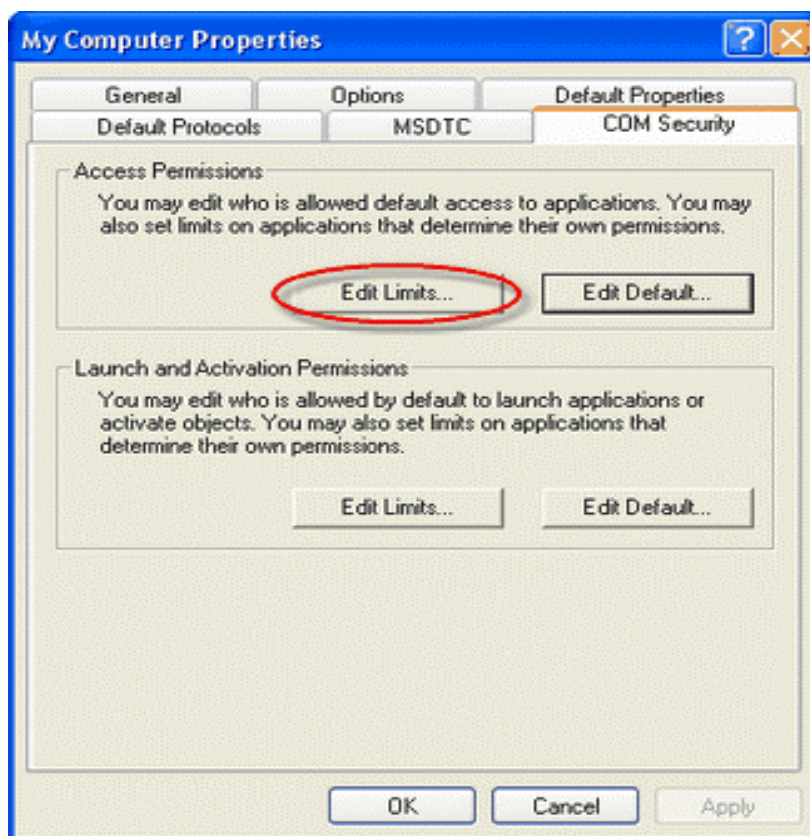 My Computer Properties
General Options Default Properties
Default Protocols MSDTC COM Security
Access Permissions
You may edit who is allowed default access to applications. You may
also set limits on applications that determine their own permissions.
Edit Limits... Edit Default...
Launch and Activation Permissions
You may edit who is allowed by default to launch applications or
activate objects. You may also set limits on applications that
determine their own permissions.
Edit Limits... Edit Default...
OK Cancel Apply